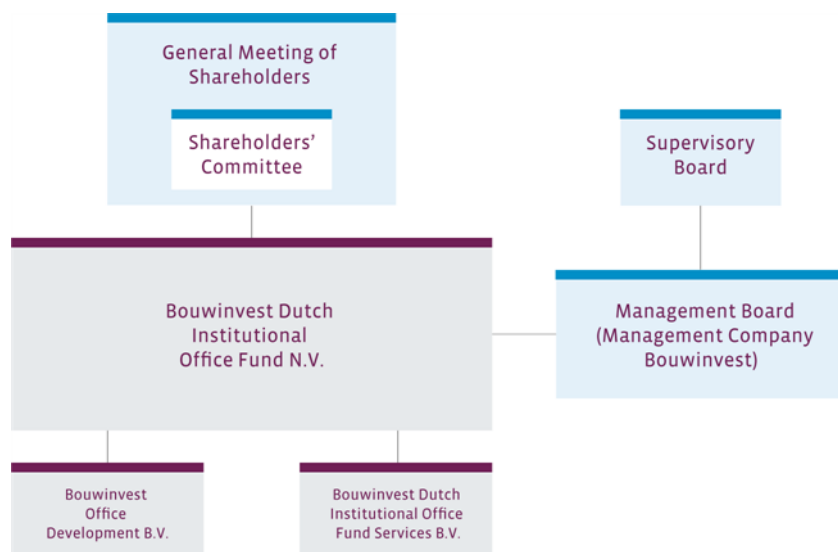 General Meeting of
Shareholders
Shareholders’
Committee
Supervisory
Board
Bouwinvest Dutch
Institutional
Office Fund N.V.
Management Board
(Management Company
Bouwinvest)
Bouwinvest
Office
Development B.V.
Bouwinvest Dutch
Institutional Office
Fund Services B.V.